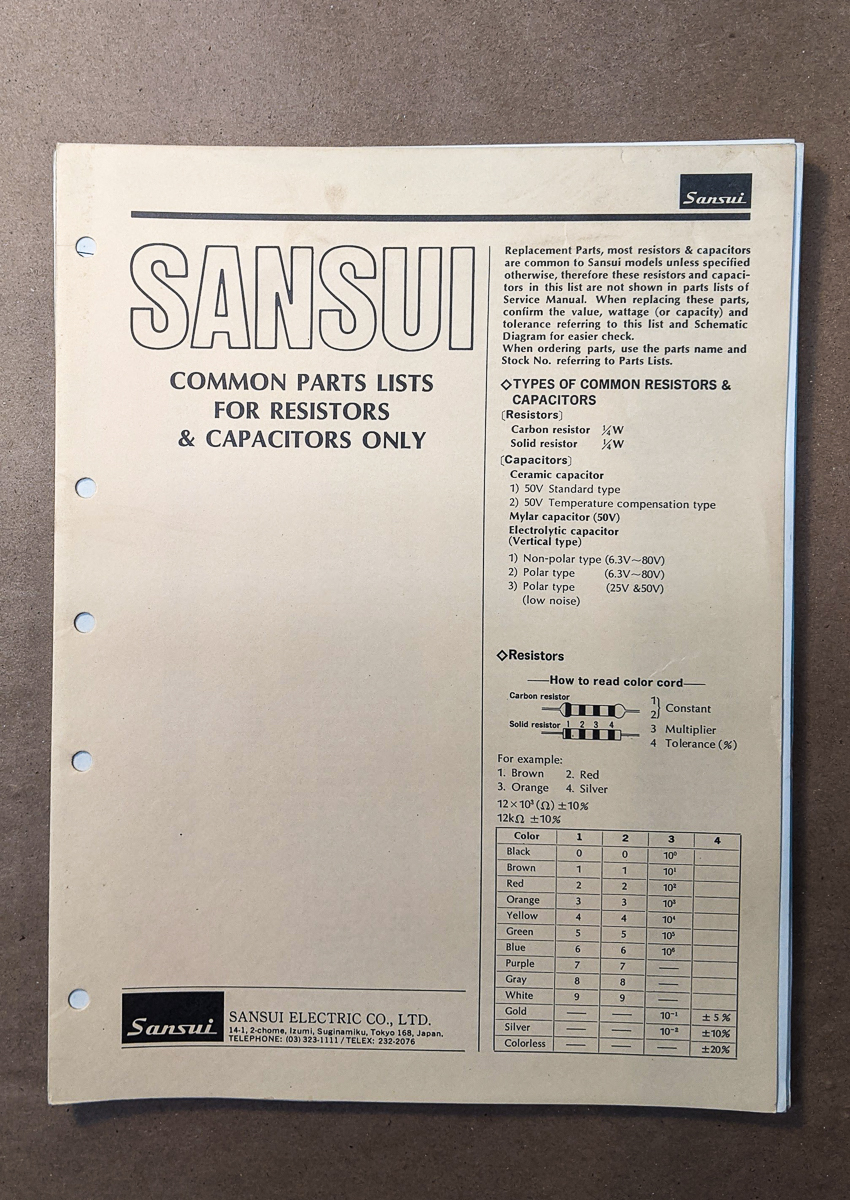 Sansui
SANSUI
COMMON PARTS LISTS
FOR RESISTORS
& CAPACITORS ONLY
Sansui
SANSUI ELECTRIC CO., LTD.
14-1, 2-chome, Izumi, Suginamiku, Tokyo 168, Japan.
TELEPHONE: (03) 323-1111 / TELEX: 232-2076
Replacement Parts, most resistors & capacitors
are common to Sansui models unless specified
otherwise, therefore these resistors and capaci-
tors in this list are not shown in parts lists of
Service Manual. When replacing these parts,
confirm the value, wattage (or capacity) and
tolerance referring to this list and Schematic
Diagram for easier check.
When ordering parts, use the parts name and
Stock No. referring to Parts Lists.
◇TYPES OF COMMON RESISTORS &
CAPACITORS
〔Resistors〕
Carbon resistor ¼W
Solid resistor ¼W
〔Capacitors〕
Ceramic capacitor
1) 50V Standard type
2) 50V Temperature compensation type
Mylar capacitor (50V)
Electrolytic capacitor
(Vertical type)
1) Non-polar type (6.3V~80V)
2) Polar type (6.3V~80V)
3) Polar type (25V &50V)
(low noise)
◇Resistors
How to read color cord
Carbon resistor
Solid resistor 1 2 3 4
1)
2) Constant
3 Multiplier
4 Tolerance (%)
For example:
1. Brown 2. Red
3. Orange 4. Silver
12×10³ (Ω) ±10%
12kΩ ±10%
Color 1 2 3 4
Black 0 0 10⁰
Brown 1 1 10¹
Red 2 2 10²
Orange 3 3 10³
Yellow 4 4 10⁴
Green 5 5 10⁵
Blue 6 6 10⁶
Purple 7 7 —
Gray 8 8 —
White 9 9 —
Gold — — 10⁻¹ ± 5%
Silver — — 10⁻² ±10%
Colorless — — — ±20%